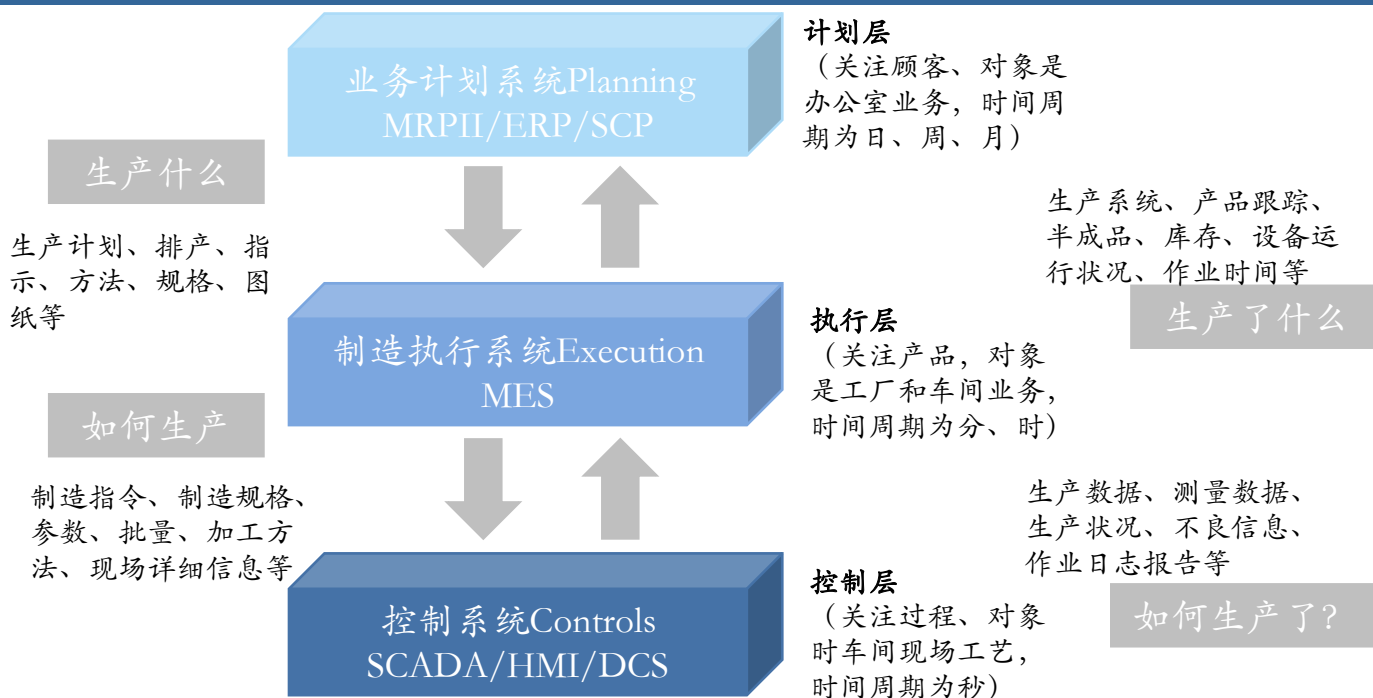 业务计划系统Planning
MRPII/ERP/SCP
计划层
（关注顾客、对象是
办公室业务，时间周
期为日、周、月）
生产什么
生产计划、排产、指
示、方法、规格、图
纸等
生产系统、产品跟踪、
半成品、库存、设备运
行状况、作业时间等
生产了什么
制造执行系统Execution
MES
执行层
（关注产品，对象
是工厂和车间业务，
时间周期为分、时）
如何生产
制造指令、制造规格、
参数、批量、加工方
法、现场详细信息等
生产数据、测量数据、
生产状况、不良信息、
作业日志报告等
如何生产了？
控制系统Controls
SCADA/HMI/DCS
控制层
（关注过程、对象
时车间现场工艺，
时间周期为秒）